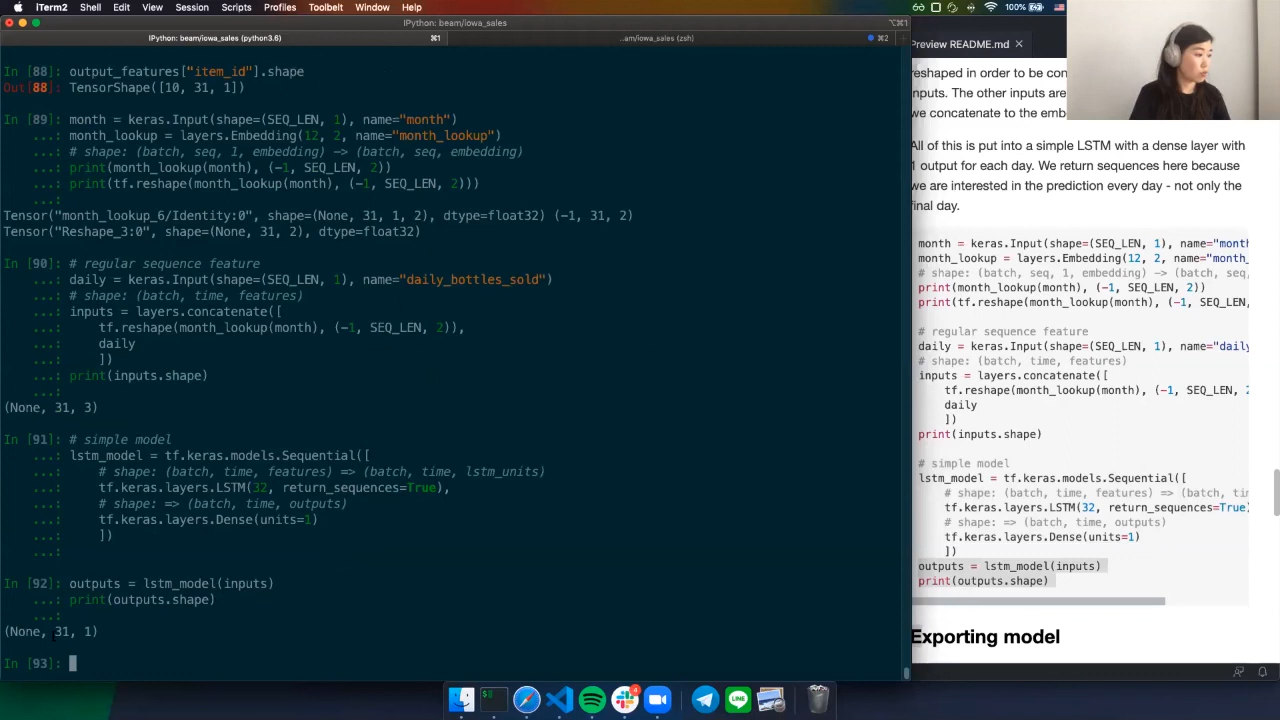 iTerm2 Shell Edit View Session Scripts Profiles Toolbelt Window Help
100%
IPython: beam/iowa_sales
⌥⌘1
IPython: beam/iowa_sales (python3.6) ⌘1
..am/iowa_sales (zsh) ⌘2
In [88]: output_features["item_id"].shape
Out[88]: TensorShape([10, 31, 1])
In [89]: month = keras.Input(shape=(SEQ_LEN, 1), name="month")
...: month_lookup = layers.Embedding(12, 2, name="month_lookup")
...: # shape: (batch, seq, 1, embedding) -> (batch, seq, embedding)
...: print(month_lookup(month), (-1, SEQ_LEN, 2))
...: print(tf.reshape(month_lookup(month), (-1, SEQ_LEN, 2)))
...:
Tensor("month_lookup_6/Identity:0", shape=(None, 31, 1, 2), dtype=float32) (-1, 31, 2)
Tensor("Reshape_3:0", shape=(None, 31, 2), dtype=float32)
In [90]: # regular sequence feature
...: daily = keras.Input(shape=(SEQ_LEN, 1), name="daily_bottles_sold")
...: # shape: (batch, time, features)
...: inputs = layers.concatenate([
...: tf.reshape(month_lookup(month), (-1, SEQ_LEN, 2)),
...: daily
...: ])
...: print(inputs.shape)
...:
(None, 31, 3)
In [91]: # simple model
...: lstm_model = tf.keras.models.Sequential([
...: # shape: (batch, time, features) => (batch, time, lstm_units)
...: tf.keras.layers.LSTM(32, return_sequences=True),
...: # shape: => (batch, time, outputs)
...: tf.keras.layers.Dense(units=1)
...: ])
...:
In [92]: outputs = lstm_model(inputs)
...: print(outputs.shape)
...:
(None, 31, 1)
In [93]:
Preview README.md
reshaped in order to be con
inputs. The other inputs are
we concatenate to the emb
All of this is put into a simple LSTM with a dense layer with
1 output for each day. We return sequences here because
we are interested in the prediction every day - not only the
final day.
month = keras.Input(shape=(SEQ_LEN, 1), name="mont
month_lookup = layers.Embedding(12, 2, name="month_
# shape: (batch, seq, 1, embedding) -> (batch, seq,
print(month_lookup(month), (-1, SEQ_LEN, 2))
print(tf.reshape(month_lookup(month), (-1, SEQ_LEN,
# regular sequence feature
daily = keras.Input(shape=(SEQ_LEN, 1), name="daily
# shape: (batch, time, features)
inputs = layers.concatenate([
tf.reshape(month_lookup(month), (-1, SEQ_LEN, 2
daily
])
print(inputs.shape)
# simple model
lstm_model = tf.keras.models.Sequential([
# shape: (batch, time, features) => (batch, tim
tf.keras.layers.LSTM(32, return_sequences=True)
# shape: => (batch, time, outputs)
tf.keras.layers.Dense(units=1)
])
outputs = lstm_model(inputs)
print(outputs.shape)
Exporting model
4
LINE